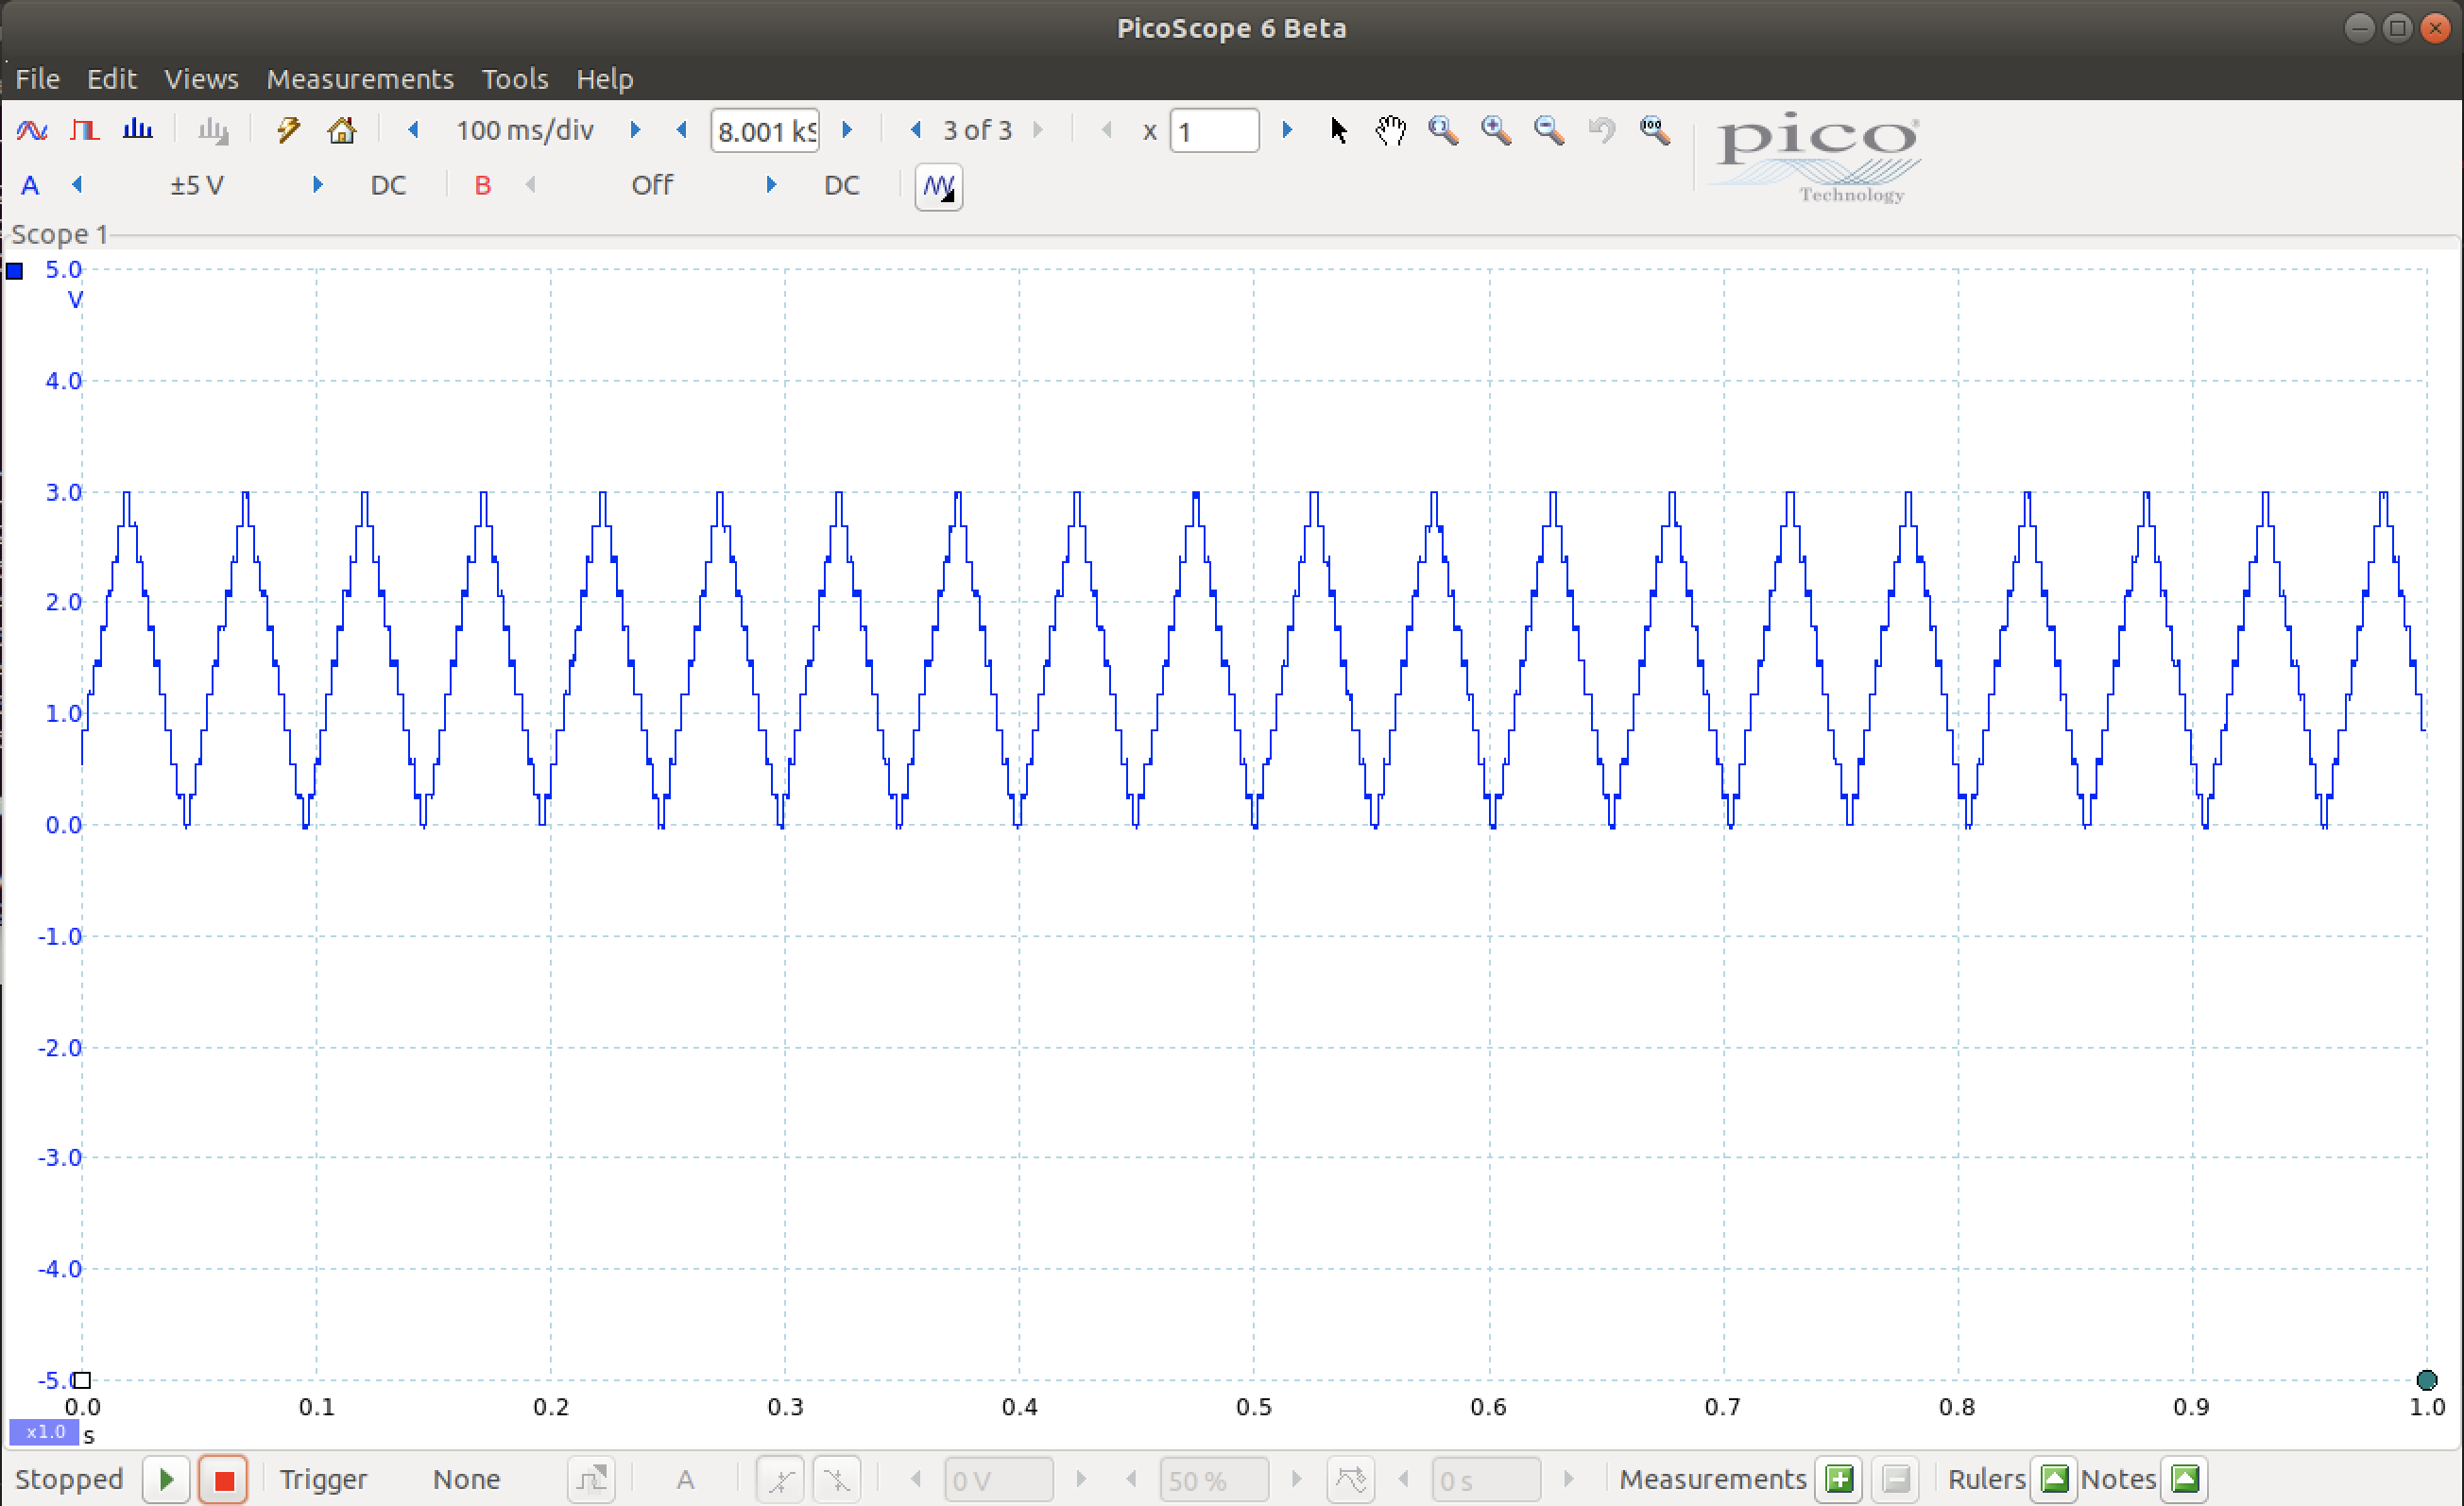 PicoScope 6 Beta
File Edit Views Measurements Tools Help
100 ms/div 8.001 kS 3 of 3 x 1 100
pico
Technology
A ±5 V DC B Off DC
Scope 1
5.0
V
4.0
3.0
2.0
1.0
0.0
-1.0
-2.0
-3.0
-4.0
-5.0
0.0 0.1 0.2 0.3 0.4 0.5 0.6 0.7 0.8 0.9 1.0
x1.0 s
Stopped Trigger None A 0 V 50 % 0 s Measurements Rulers Notes